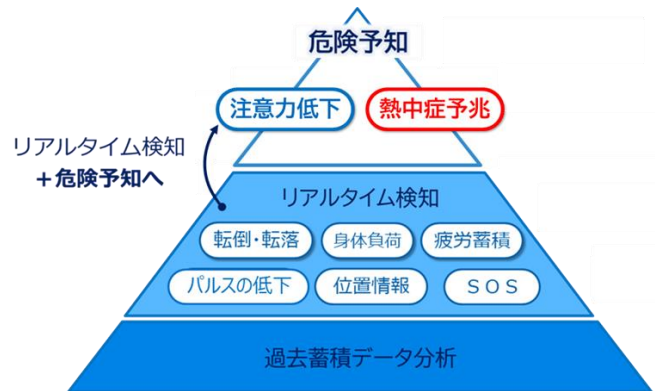 危険予知
注意力低下
熱中症予兆
リアルタイム検知
+危険予知へ
リアルタイム検知
転倒・転落
身体負荷
疲労蓄積
パルスの低下
位置情報
SOS
過去蓄積データ分析